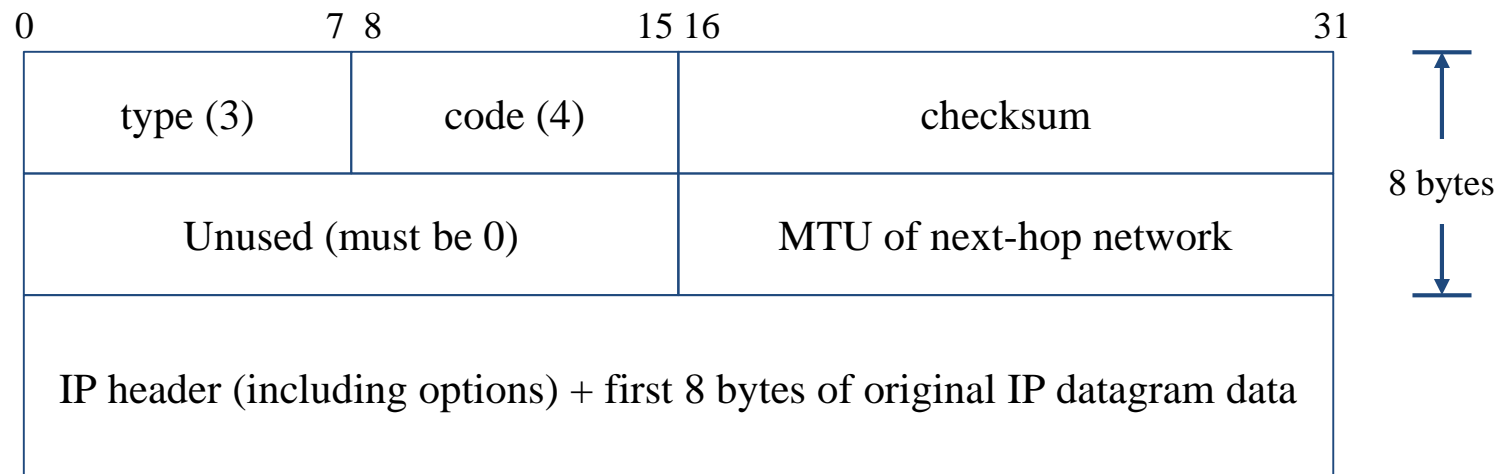 0 7 8 15 16 31
type (3) code (4) checksum
8 bytes
Unused (must be 0) MTU of next-hop network
IP header (including options) + first 8 bytes of original IP datagram data